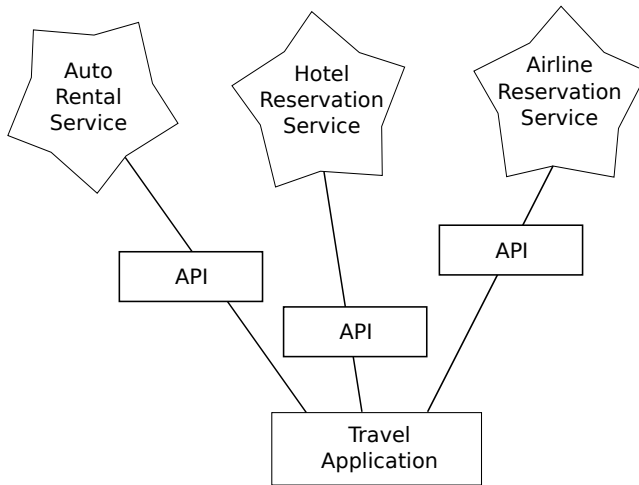 Auto
Rental
Service
Hotel
Reservation
Service
Airline
Reservation
Service
API
API
API
Travel
Application